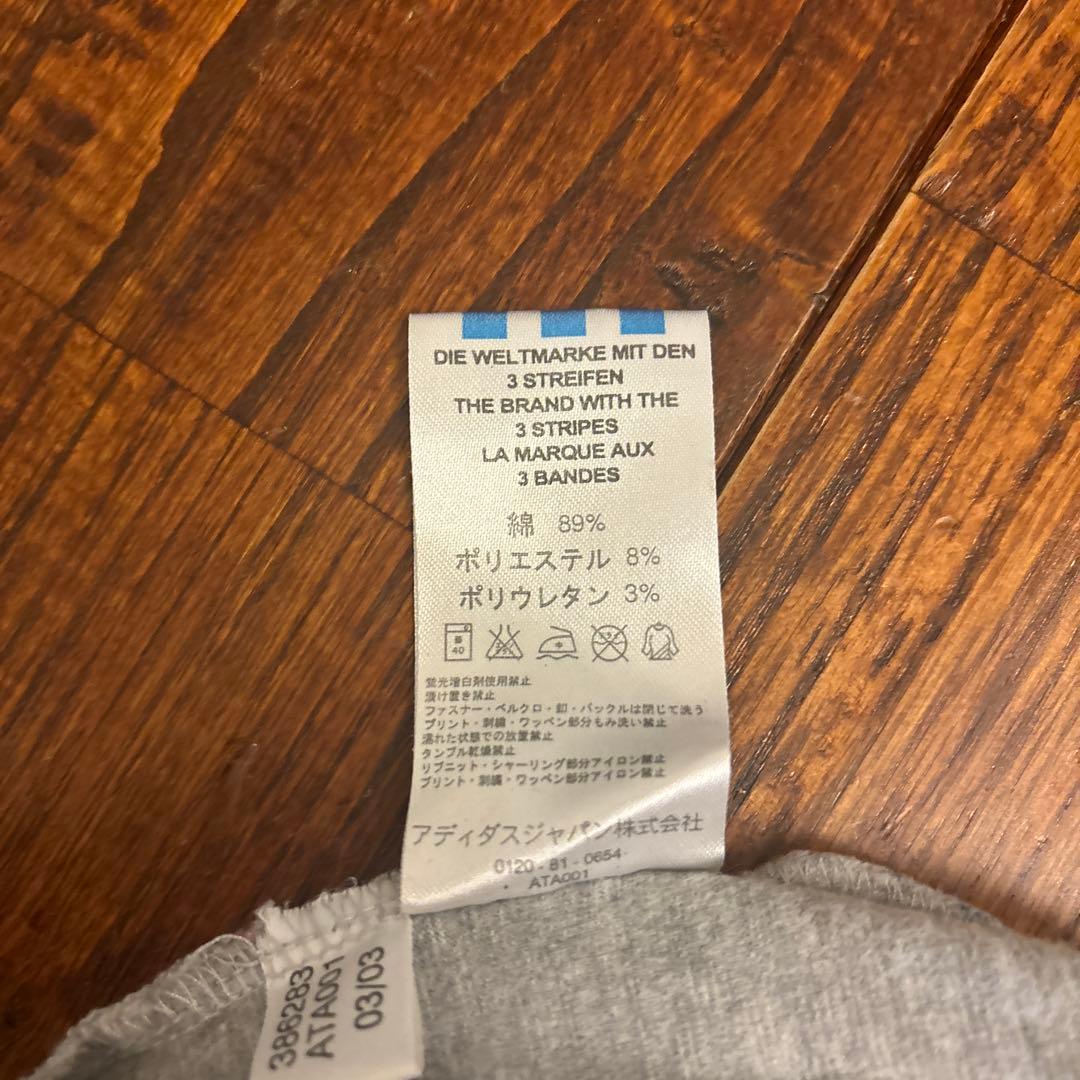 DIE WELTMARKE MIT DEN
3 STREIFEN
THE BRAND WITH THE
3 STRIPES
LA MARQUE AUX
3 BANDES
綿 89%
ポリエステル 8%
ポリウレタン 3%
40
蛍光増白剤使用禁止
漬け置き禁止
ファスナー・ベルクロ・釦・バックルは閉じて洗う
プリント・刺繍・ワッペン部分もみ洗い禁止
濡れた状態での放置禁止
タンブル乾燥禁止
リブニット・シャーリング部分アイロン禁止
プリント・刺繍・ワッペン部分アイロン禁止
アディダスジャパン株式会社
0120-81-0654
ATA001
386283
ATA001
03/03